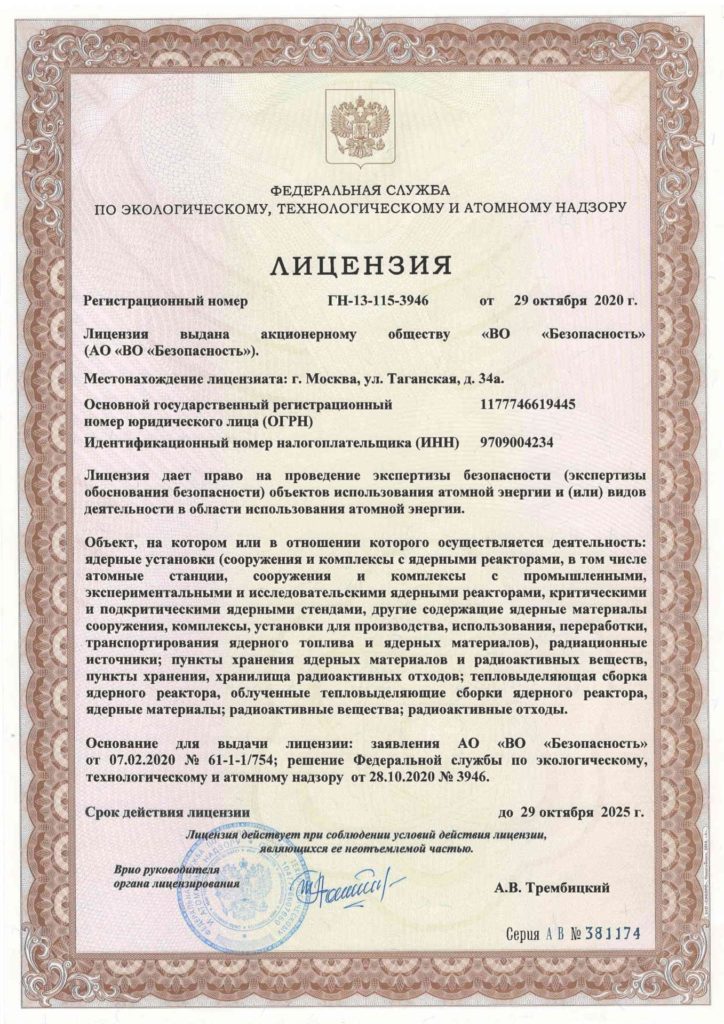 ФЕДЕРАЛЬНАЯ СЛУЖБА
ПО ЭКОЛОГИЧЕСКОМУ, ТЕХНОЛОГИЧЕСКОМУ И АТОМНОМУ НАДЗОРУ
ЛИЦЕНЗИЯ
Регистрационный номер ГН-13-115-3946 от 29 октября 2020 г.
Лицензия выдана акционерному обществу «ВО «Безопасность»
(АО «ВО «Безопасность»).
Местонахождение лицензиата: г. Москва, ул. Таганская, д. 34а.
Основной государственный регистрационный 1177746619445
номер юридического лица (ОГРН)
Идентификационный номер налогоплательщика (ИНН) 9709004234
Лицензия дает право на проведение экспертизы безопасности (экспертизы
обоснования безопасности) объектов использования атомной энергии и (или) видов
деятельности в области использования атомной энергии.
Объект, на котором или в отношении которого осуществляется деятельность:
ядерные установки (сооружения и комплексы с ядерными реакторами, в том числе
атомные станции, сооружения и комплексы с промышленными,
экспериментальными и исследовательскими ядерными реакторами, критическими
и подкритическими ядерными стендами, другие содержащие ядерные материалы
сооружения, комплексы, установки для производства, использования, переработки,
транспортирования ядерного топлива и ядерных материалов), радиационные
источники; пункты хранения ядерных материалов и радиоактивных веществ,
пункты хранения, хранилища радиоактивных отходов; тепловыделяющая сборка
ядерного реактора, облученные тепловыделяющие сборки ядерного реактора,
ядерные материалы; радиоактивные вещества; радиоактивные отходы.
Основание для выдачи лицензии: заявления АО «ВО «Безопасность»
от 07.02.2020 № 61-1-1/754; решение Федеральной службы по экологическому,
технологическому и атомному надзору от 28.10.2020 № 3946.
Срок действия лицензии до 29 октября 2025 г.
Лицензия действует при соблюдении условий действия лицензии,
являющихся ее неотъемлемой частью.
Врио руководителя
органа лицензирования
А.В. Трембицкий
Серия А В № 381174